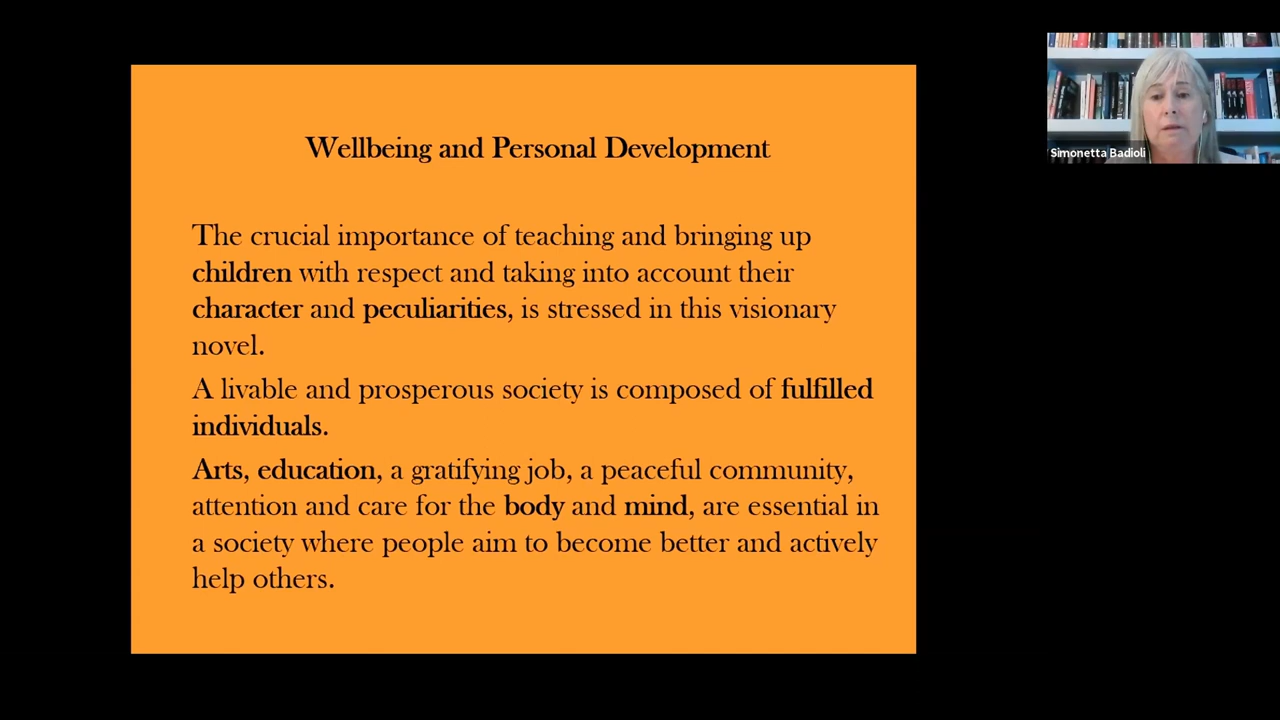 Wellbeing and Personal Development
The crucial importance of teaching and bringing up
children with respect and taking into account their
character and peculiarities, is stressed in this visionary
novel.
A livable and prosperous society is composed of fulfilled
individuals.
Arts, education, a gratifying job, a peaceful community,
attention and care for the body and mind, are essential in
a society where people aim to become better and actively
help others.
Simonetta Badioli